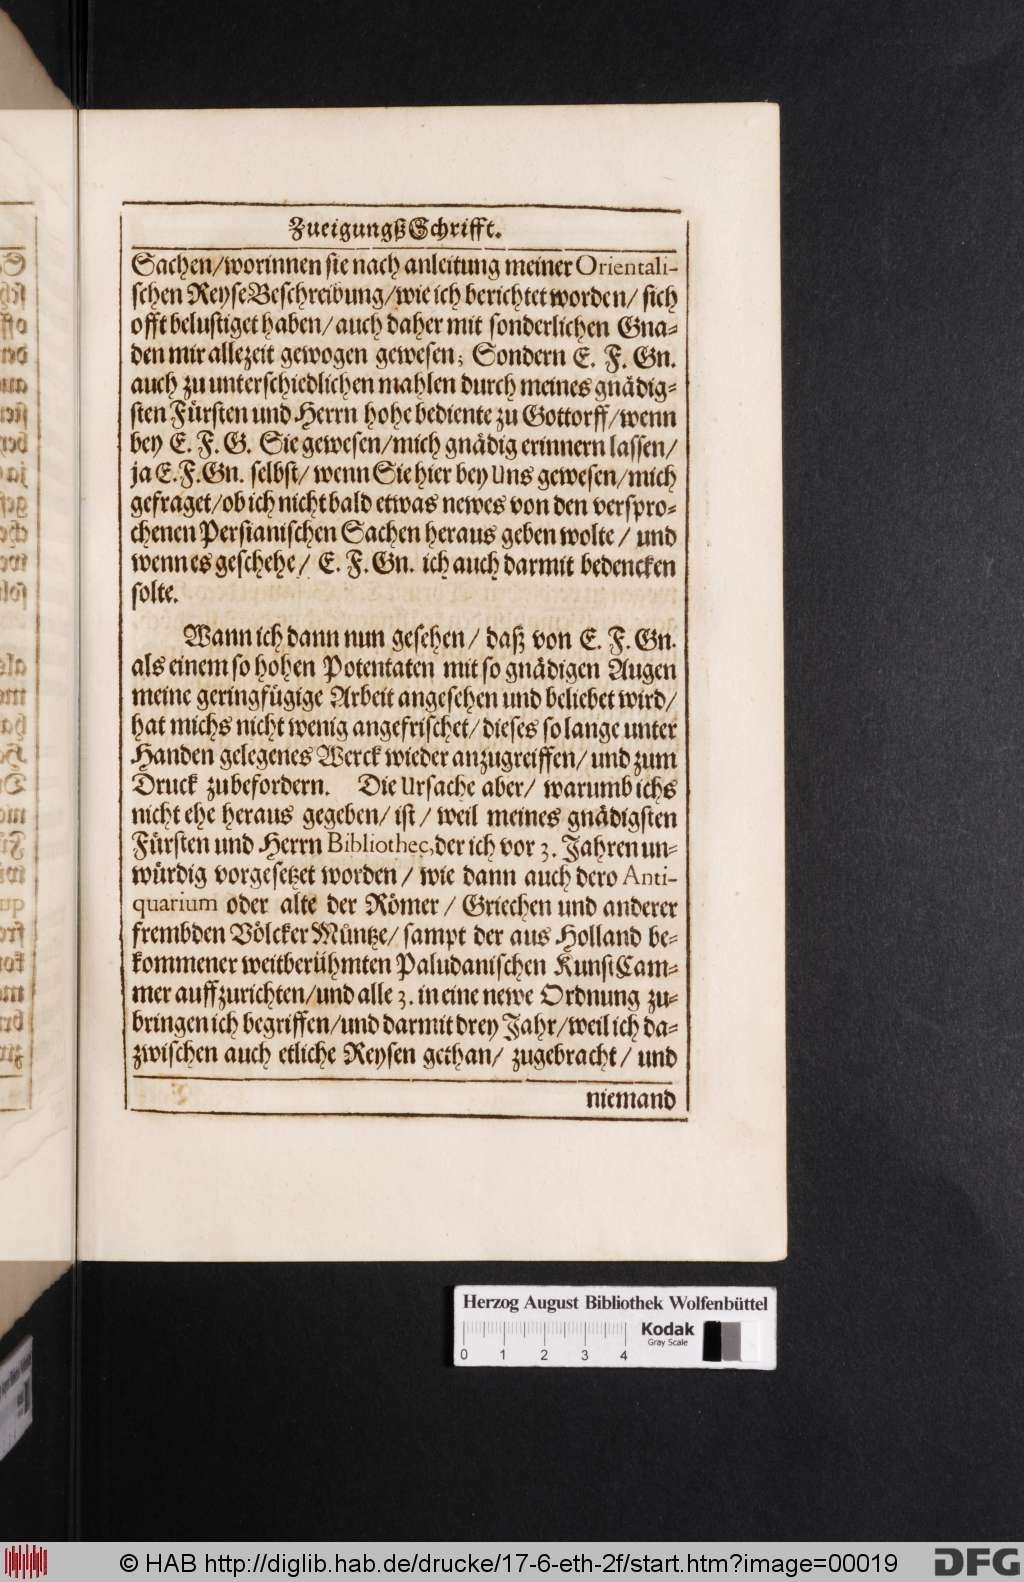 ZueigungßSchrifft.
Sachen/worinnen sie nach anleitung meiner Orientali-
schen ReyseBeschreibung/wie ich berichtet worden/ sich
offt belustiget haben/ auch daher mit sonderlichen Gna-
den mir allezeit gewogen gewesen; Sondern E. F. Gn.
auch zu unterschiedlichen mahlen durch meines gnädig-
sten Fürsten und Herrn hohe bediente zu Gottorff/wenn
bey E. F. G. Sie gewesen/mich gnädig erinnern lassen/
ja E. F. Gn. selbst/ wenn Sie hier bey Uns gewesen/mich
gefraget/ob ich nicht bald etwas newes von den verspro-
chenen Persianischen Sachen heraus geben wolte / und
wenn es geschehe/ E. F. Gn. ich auch darmit bedencken
solte.
Wann ich dann nun gesehen/ daß von E. F. Gn.
als einem so hohen Potentaten mit so gnädigen Augen
meine geringfügige Arbeit angesehen und beliebet wird/
hat michs nicht wenig angefrischet/dieses so lange unter
Handen gelegenes Werck wieder anzugreiffen/ und zum
Druck zubefordern. Die Ursache aber/ warumb ichs
nicht ehe heraus gegeben/ ist / weil meines gnädigsten
Fürsten und Herrn Bibliothec,der ich vor 3. Jahren un-
würdig vorgesetzet worden / wie dann auch dero Anti-
quarium oder alte der Römer/ Griechen und anderer
frembden Völcker Müntze/ sampt der aus Holland be-
kommener weitberühmten Paludanischen KunstCam-
mer auffzurichten/und alle 3. in eine newe Ordnung zu-
bringen ich begriffen/und darmit drey Jahr/weil ich da-
zwischen auch etliche Reysen gethan/ zugebracht/ und
niemand
Herzog August Bibliothek Wolfenbüttel
Kodak
Gray Scale
0 1 2 3 4
© HAB http://diglib.hab.de/drucke/17-6-eth-2f/start.htm?image=00019
DFG